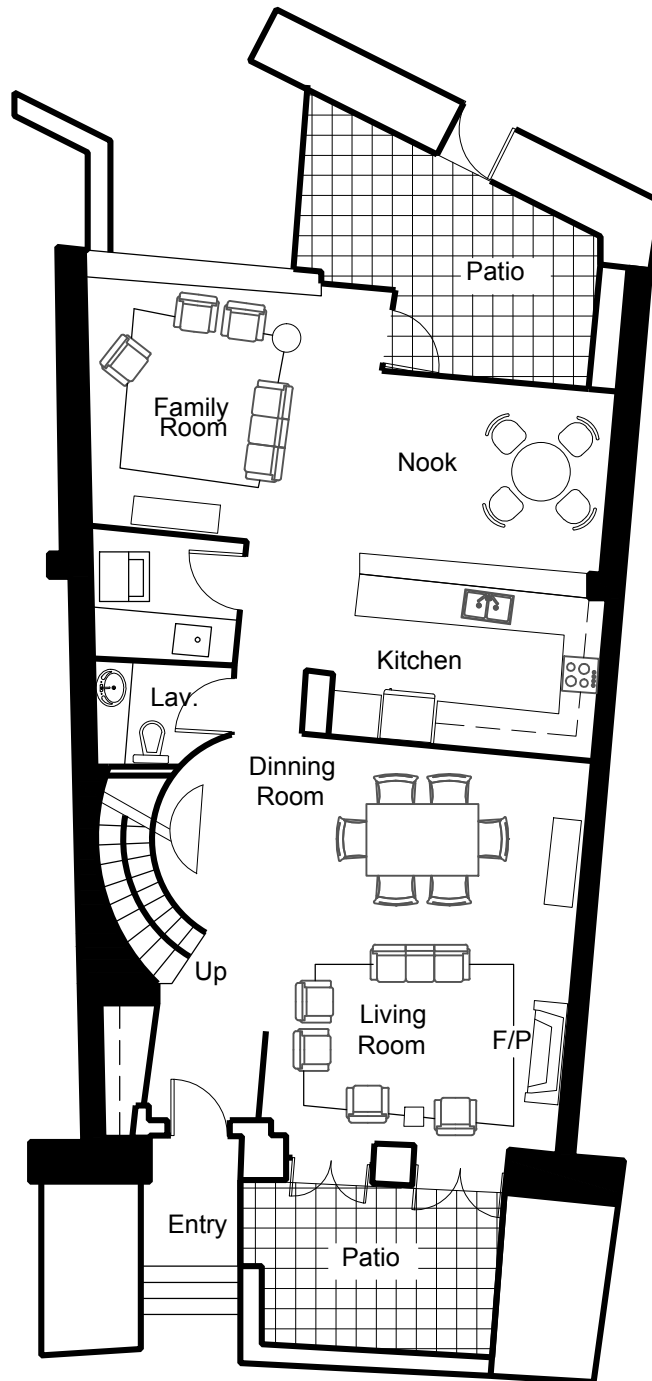 Patio
Family
Room
Nook
Kitchen
Lav.
Dinning
Room
Up
Living
Room
F/P
Entry
Patio